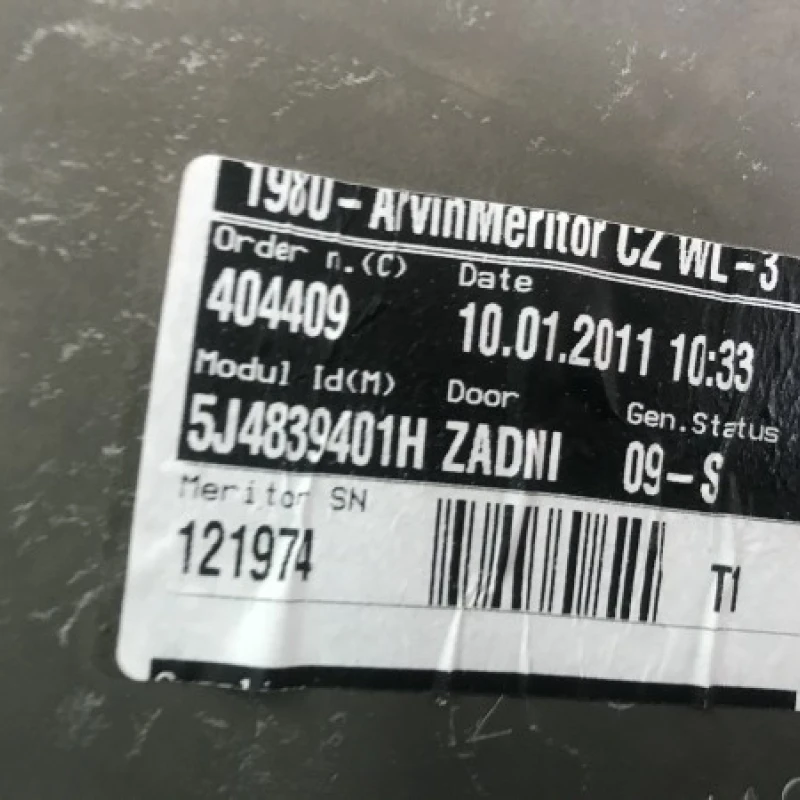 1980 - ArvinMeritor CZ WL-3
Order n.(C) Date
404409 10.01.2011 10:33
Modul Id(M) Door Gen.Status
5J4839401H ZADNI 09-S
Meritor SN
121974 T1